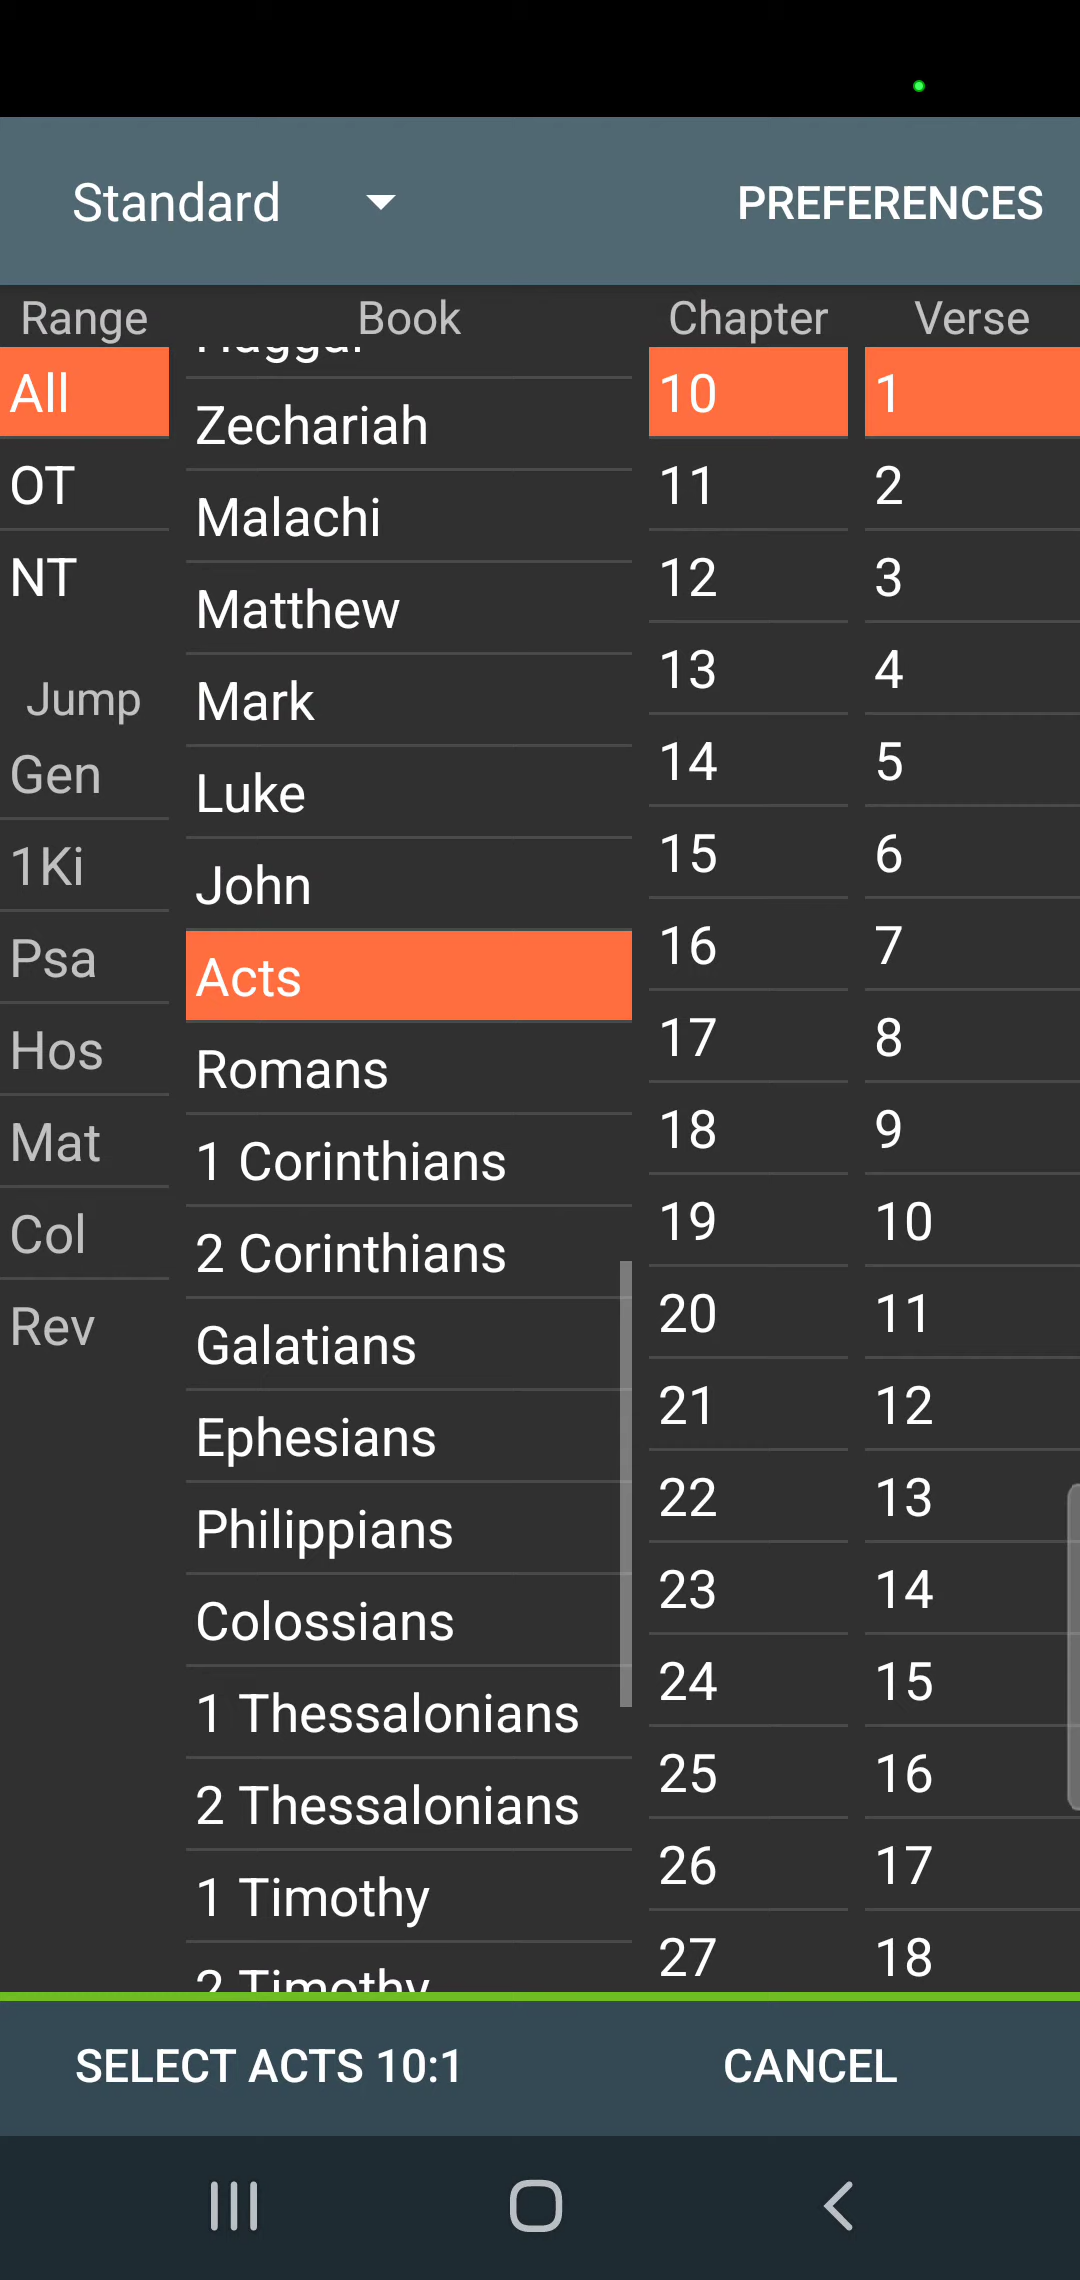 Standard
PREFERENCES
Range
Book
Chapter
Verse
All
OT
NT
Jump
Gen
1Ki
Psa
Hos
Mat
Col
Rev
Haggai
Zechariah
Malachi
Matthew
Mark
Luke
John
Acts
Romans
1 Corinthians
2 Corinthians
Galatians
Ephesians
Philippians
Colossians
1 Thessalonians
2 Thessalonians
1 Timothy
2 Timothy
10
11
12
13
14
15
16
17
18
19
20
21
22
23
24
25
26
27
1
2
3
4
5
6
7
8
9
10
11
12
13
14
15
16
17
18
SELECT ACTS 10:1
CANCEL